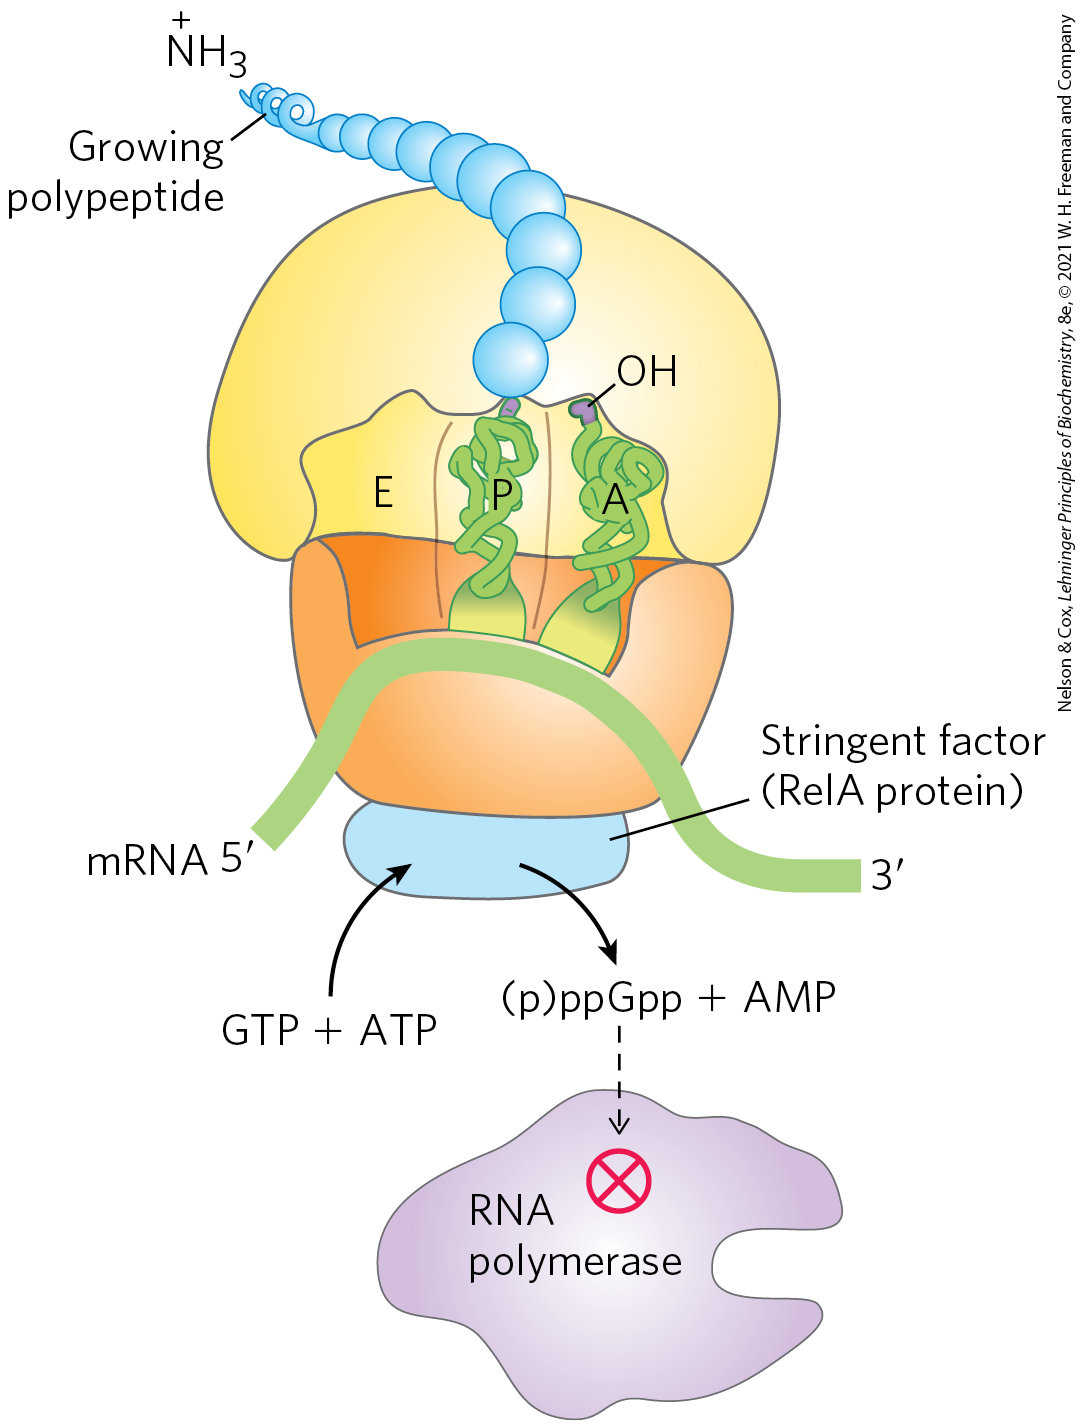 +
NH3
Growing
polypeptide
OH
E
P
A
Stringent factor
(RelA protein)
mRNA 5′
3′
GTP + ATP
(p)ppGpp + AMP
RNA
polymerase
Nelson & Cox, Lehninger Principles of Biochemistry, 8e, © 2021 W. H. Freeman and Company